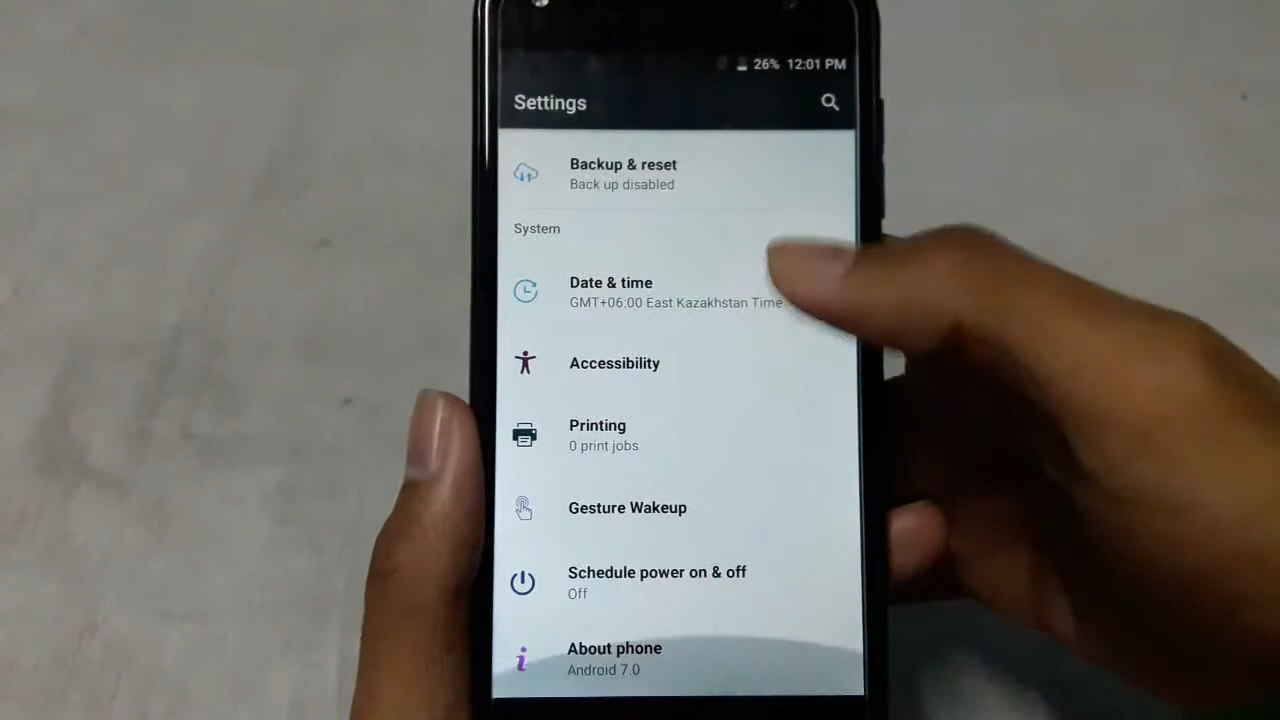 26% 12:01 PM
Settings
Backup & reset
Back up disabled
System
Date & time
GMT+06:00 East Kazakhstan Time
Accessibility
Printing
0 print jobs
Gesture Wakeup
Schedule power on & off
Off
About phone
Android 7.0